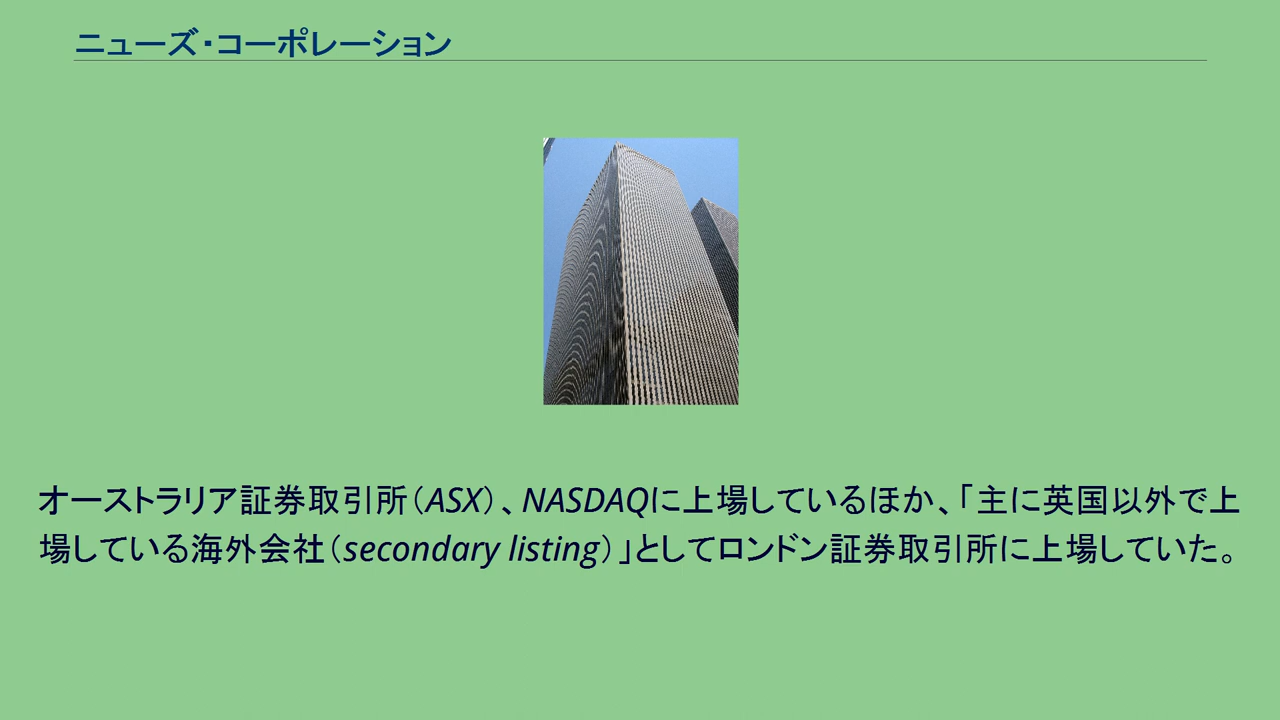 ニューズ・コーポレーション
オーストラリア証券取引所（ASX）、NASDAQに上場しているほか、「主に英国以外で上
場している海外会社（secondary listing）」としてロンドン証券取引所に上場していた。